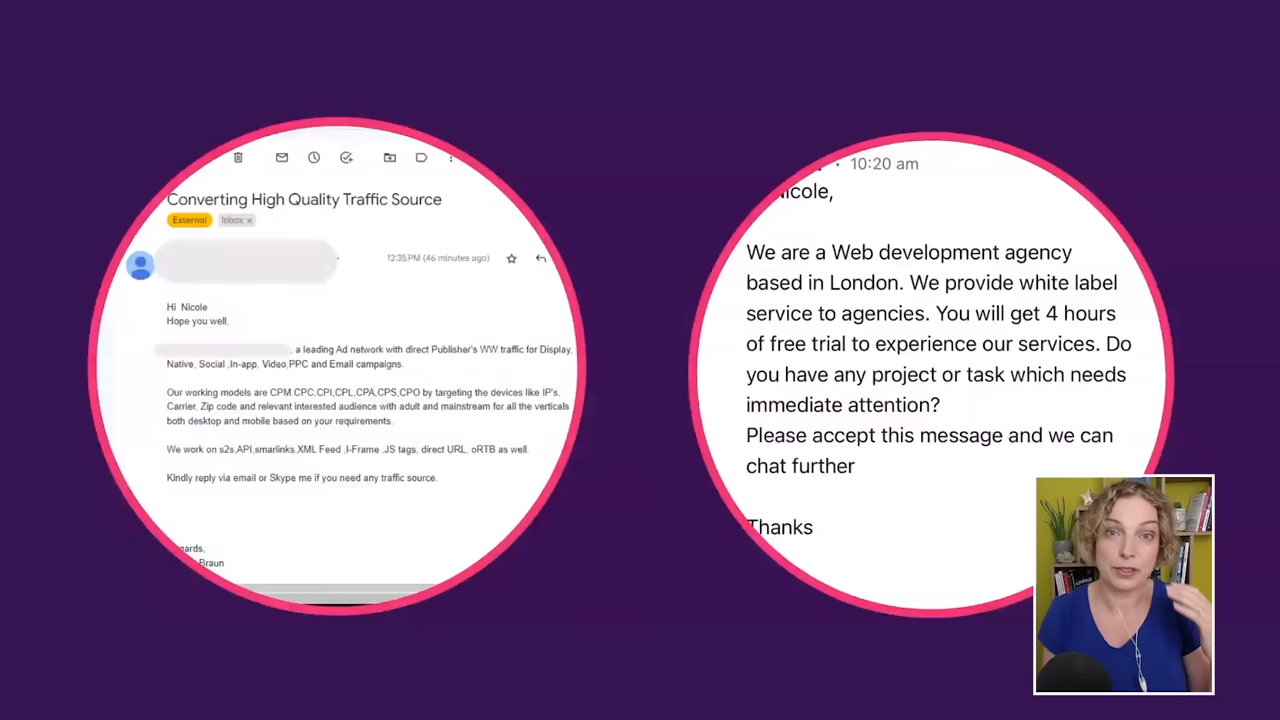 Converting High Quality Traffic Source
External Inbox x
12:35 PM (46 minutes ago)
Hi Nicole
Hope you well,
, a leading Ad network with direct Publisher's WW traffic for Display,
Native, Social ,In-app, Video,PPC and Email campaigns.
Our working models are CPM,CPC,CPI,CPL,CPA,CPS,CPO by targeting the devices like IP's,
Carrier, Zip code and relevant interested audience with adult and mainstream for all the verticals
both desktop and mobile based on your requirements.
We work on s2s,API,smarlinks,XML Feed ,I-Frame ,JS tags, direct URL, oRTB as well.
Kindly reply via email or Skype me if you need any traffic source.
gards,
Braun
· 10:20 am
icole,
We are a Web development agency
based in London. We provide white label
service to agencies. You will get 4 hours
of free trial to experience our services. Do
you have any project or task which needs
immediate attention?
Please accept this message and we can
chat further
Thanks